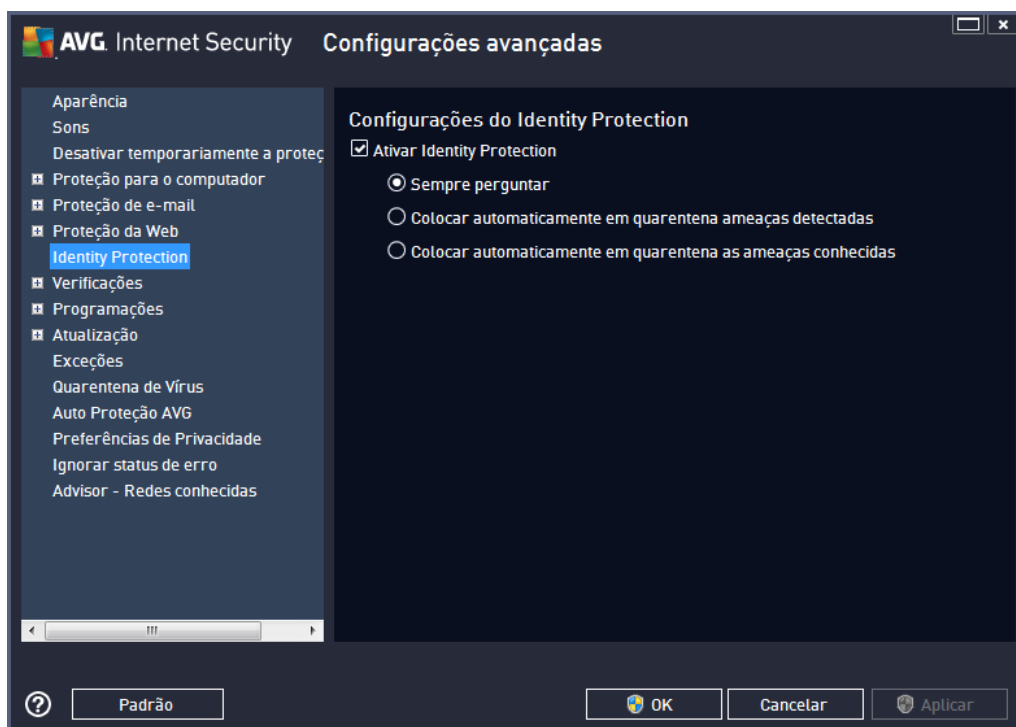 AVG. Internet Security Configurações avançadas
Aparência
Sons
Desativar temporariamente a proteç
Proteção para o computador
Proteção de e-mail
Proteção da Web
Identity Protection
Verificações
Programações
Atualização
Exceções
Quarentena de Vírus
Auto Proteção AVG
Preferências de Privacidade
Ignorar status de erro
Advisor - Redes conhecidas
Configurações do Identity Protection
Ativar Identity Protection
Sempre perguntar
Colocar automaticamente em quarentena ameaças detectadas
Colocar automaticamente em quarentena as ameaças conhecidas
Padrão
OK
Cancelar
Aplicar